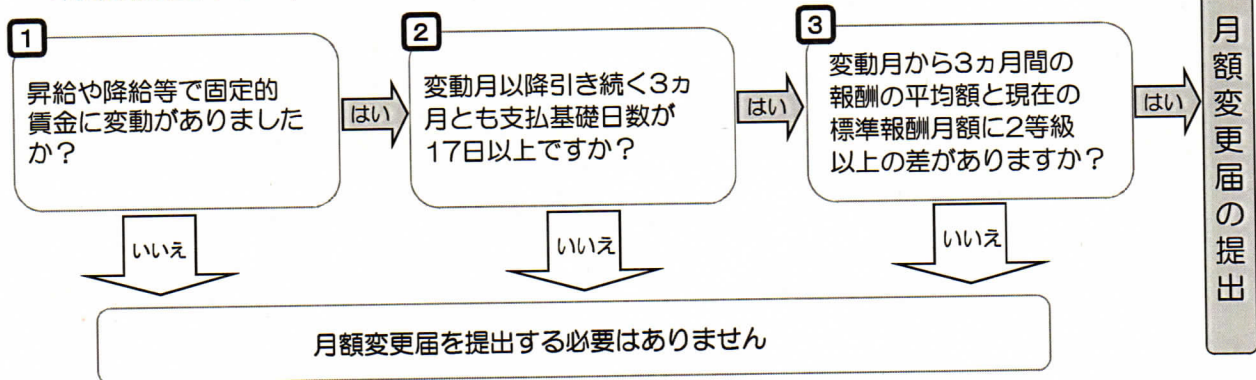 1
昇給や降給等で固定的
賃金に変動がありました
か？
はい
2
変動月以降引き続く3ヵ
月とも支払基礎日数が
17日以上ですか？
はい
3
変動月から3ヵ月間の
報酬の平均額と現在の
標準報酬月額に2等級
以上の差がありますか？
はい
月額変更届の提出
いいえ
いいえ
いいえ
月額変更届を提出する必要はありません